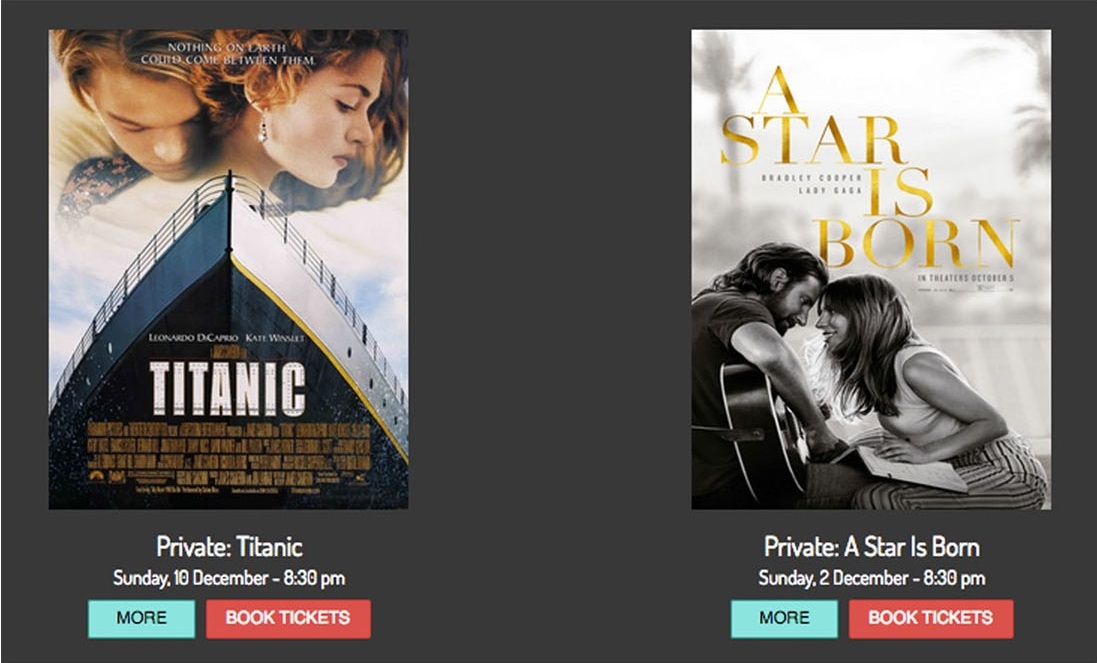 NOTHING ON EARTH
COULD COME BETWEEN THEM.
LEONARDO DICAPRIO KATE WINSLET
TITANIC
Private: Titanic
Sunday, 10 December - 8:30 pm
MORE BOOK TICKETS
A
STAR
IS
BORN
BRADLEY COOPER
LADY GAGA
IN THEATERS OCTOBER 5
Private: A Star Is Born
Sunday, 2 December - 8:30 pm
MORE BOOK TICKETS